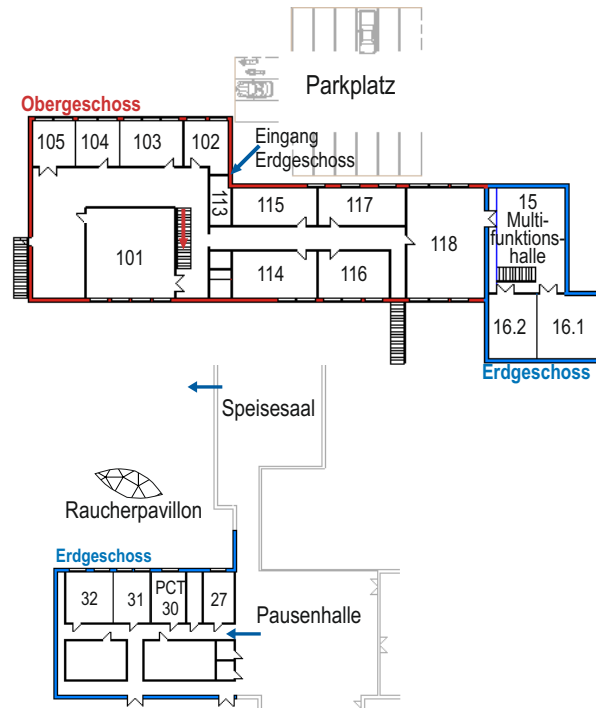 Parkplatz
Obergeschoss
Eingang
Erdgeschoss
105
104
103
102
113
115
117
15
Multi-
funktions-
halle
118
101
114
116
16.2
16.1
Erdgeschoss
Speisesaal
Raucherpavillon
Erdgeschoss
32
31
PCT
30
27
Pausenhalle